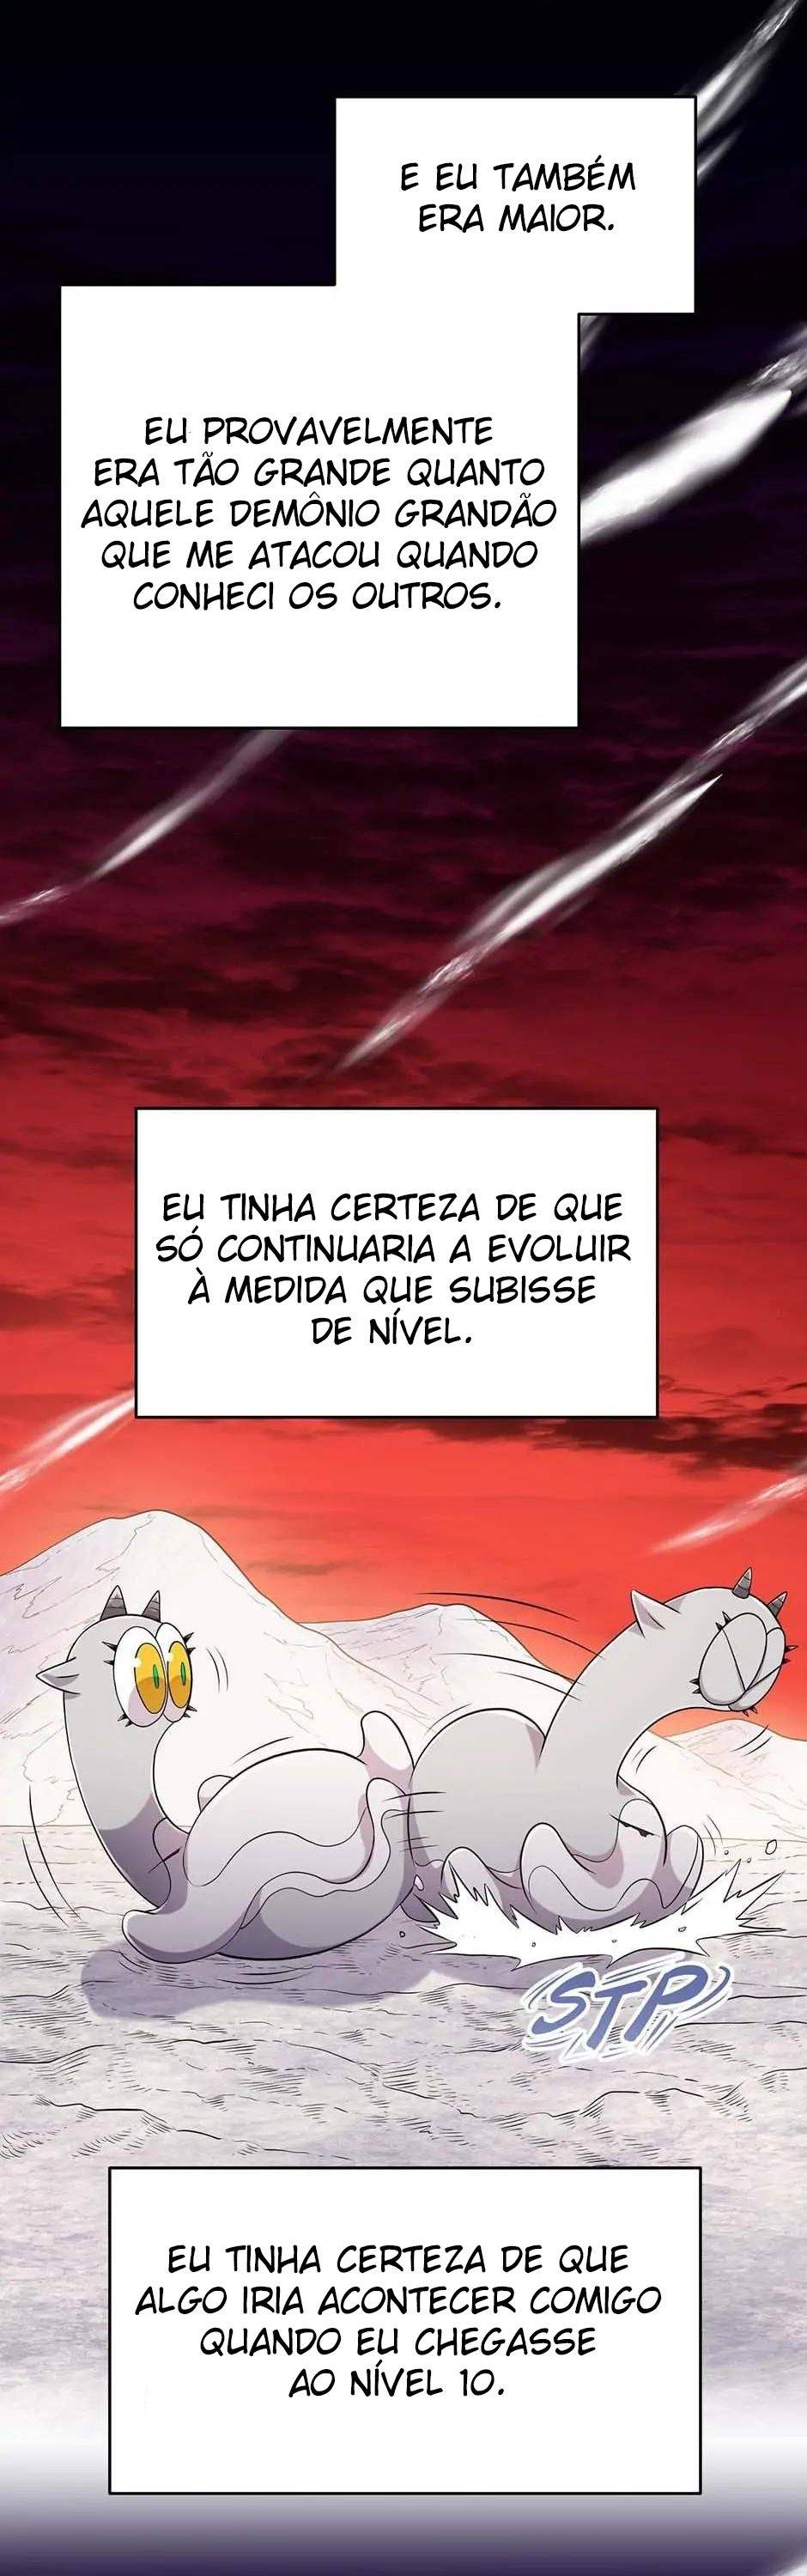 E EU TAMBÉM
ERA MAIOR.
EU PROVAVELMENTE
ERA TÃO GRANDE QUANTO
AQUELE DEMÔNIO GRANDÃO
QUE ME ATACOU QUANDO
CONHECI OS OUTROS.
EU TINHA CERTEZA DE QUE
SÓ CONTINUARIA A EVOLUIR
À MEDIDA QUE SUBISSE
DE NÍVEL.
STP
EU TINHA CERTEZA DE QUE
ALGO IRIA ACONTECER COMIGO
QUANDO EU CHEGASSE
AO NÍVEL 10.